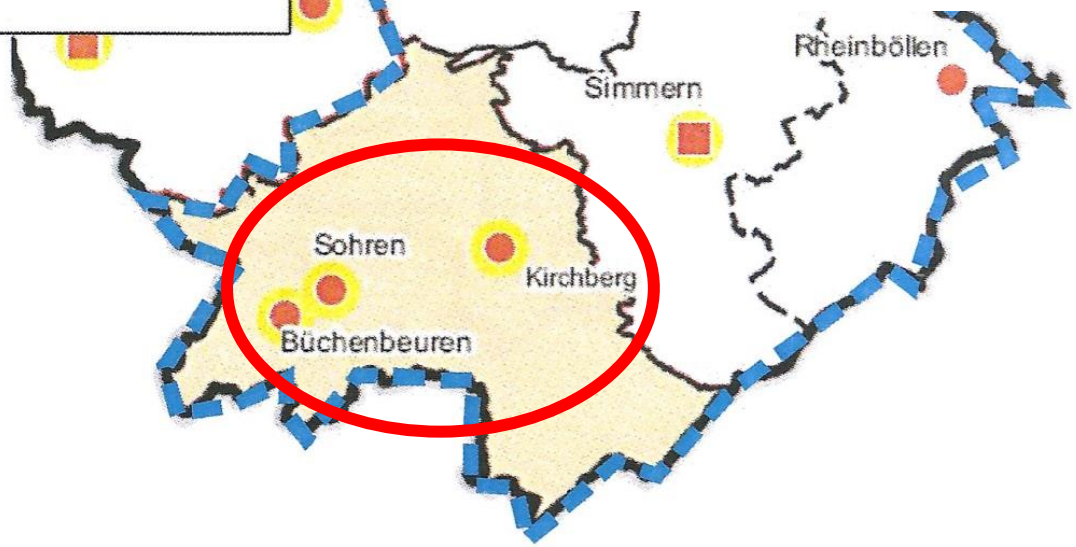 Rheinböllen
Simmern
Sohren
Kirchberg
Büchenbeuren